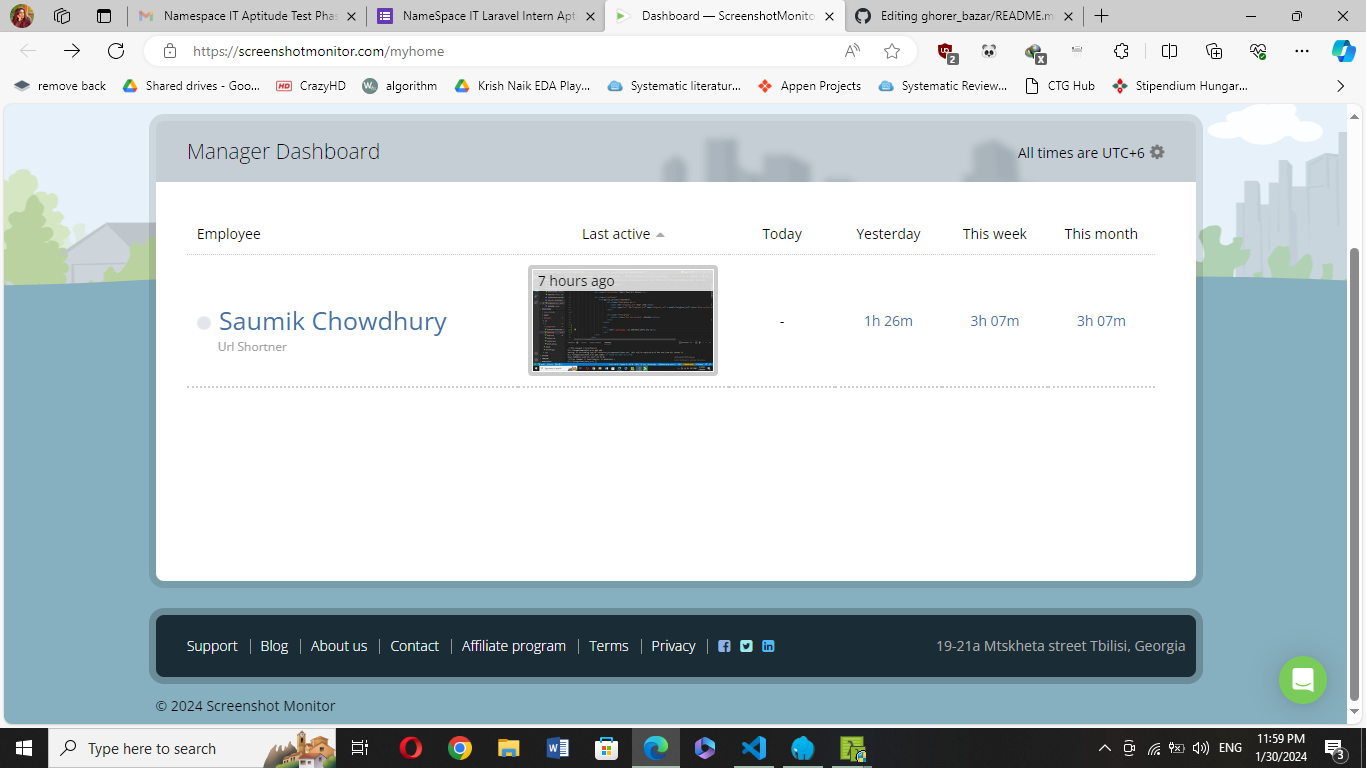 Namespace IT Aptitude Test Phas
NameSpace IT Laravel Intern Apt
Dashboard — ScreenshotMonito
Editing ghorer_bazar/README.m
https://screenshotmonitor.com/myhome
2
X
remove back
Shared drives - Goo...
HD CrazyHD
algorithm
Krish Naik EDA Play...
Systematic literatur...
Appen Projects
Systematic Review...
CTG Hub
Stipendium Hungar...
Manager Dashboard
All times are UTC+6
Employee Last active Today Yesterday This week This month
7 hours ago
Saumik Chowdhury - 1h 26m 3h 07m 3h 07m
Url Shortner
Support Blog About us Contact Affiliate program Terms Privacy 19-21a Mtskheta street Tbilisi, Georgia
© 2024 Screenshot Monitor
Type here to search
ENG
11:59 PM
1/30/2024
3